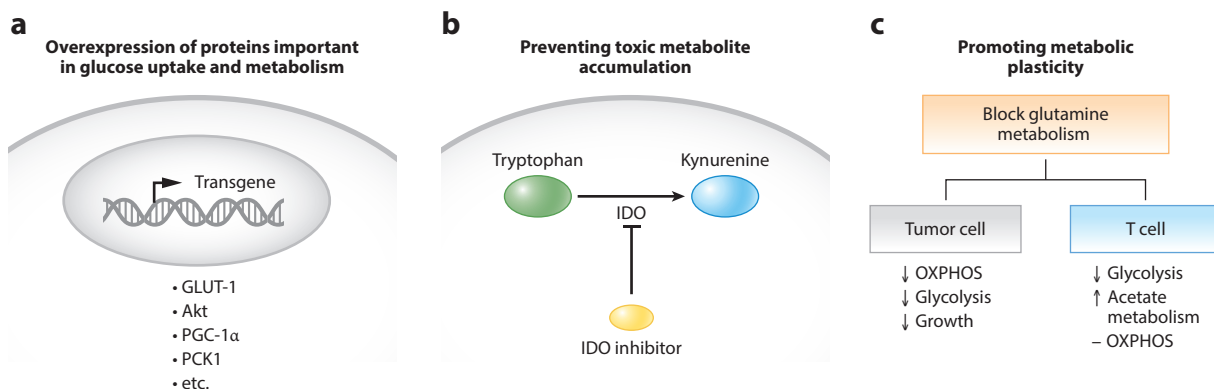 a
Overexpression of proteins important
in glucose uptake and metabolism
Transgene
• GLUT-1
• Akt
• PGC-1α
• PCK1
• etc.
b
Preventing toxic metabolite
accumulation
Tryptophan
Kynurenine
IDO
IDO inhibitor
c
Promoting metabolic
plasticity
Block glutamine
metabolism
Tumor cell
↓ OXPHOS
↓ Glycolysis
↓ Growth
T cell
↓ Glycolysis
↑ Acetate
metabolism
– OXPHOS